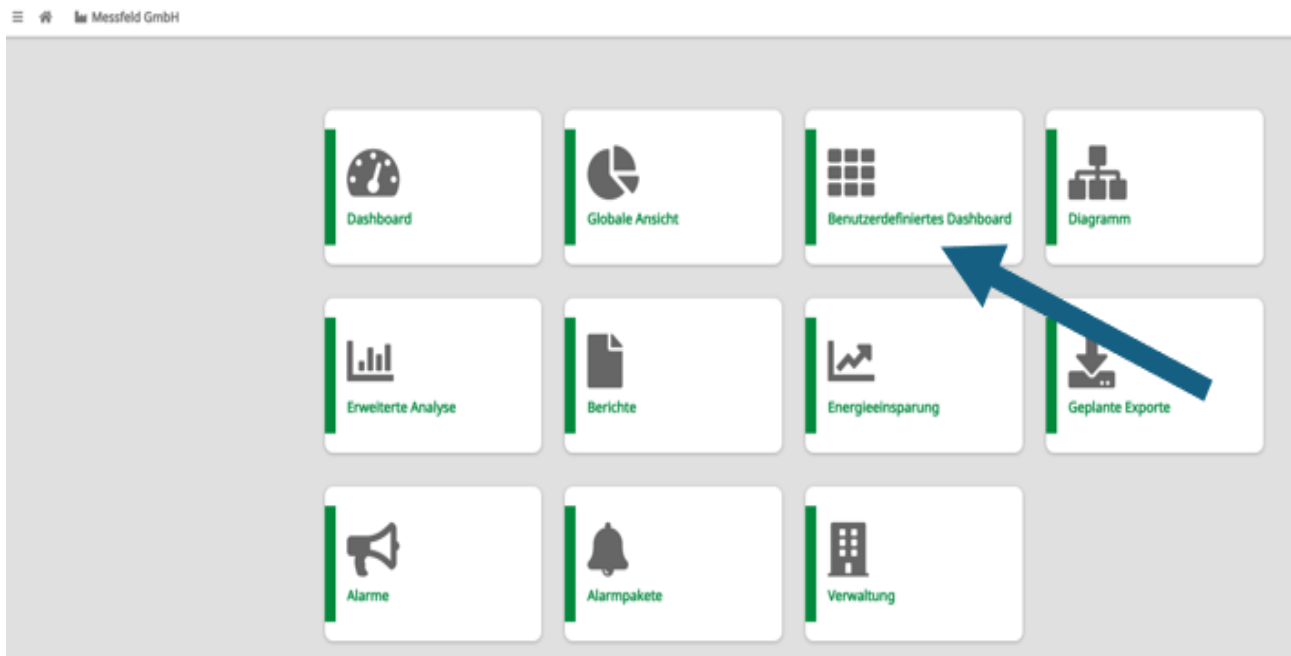 Messfeld GmbH
Dashboard
Globale Ansicht
Benutzerdefiniertes Dashboard
Diagramm
Erweiterte Analyse
Berichte
Energieeinsparung
Geplante Exporte
Alarme
Alarmpakete
Verwaltung